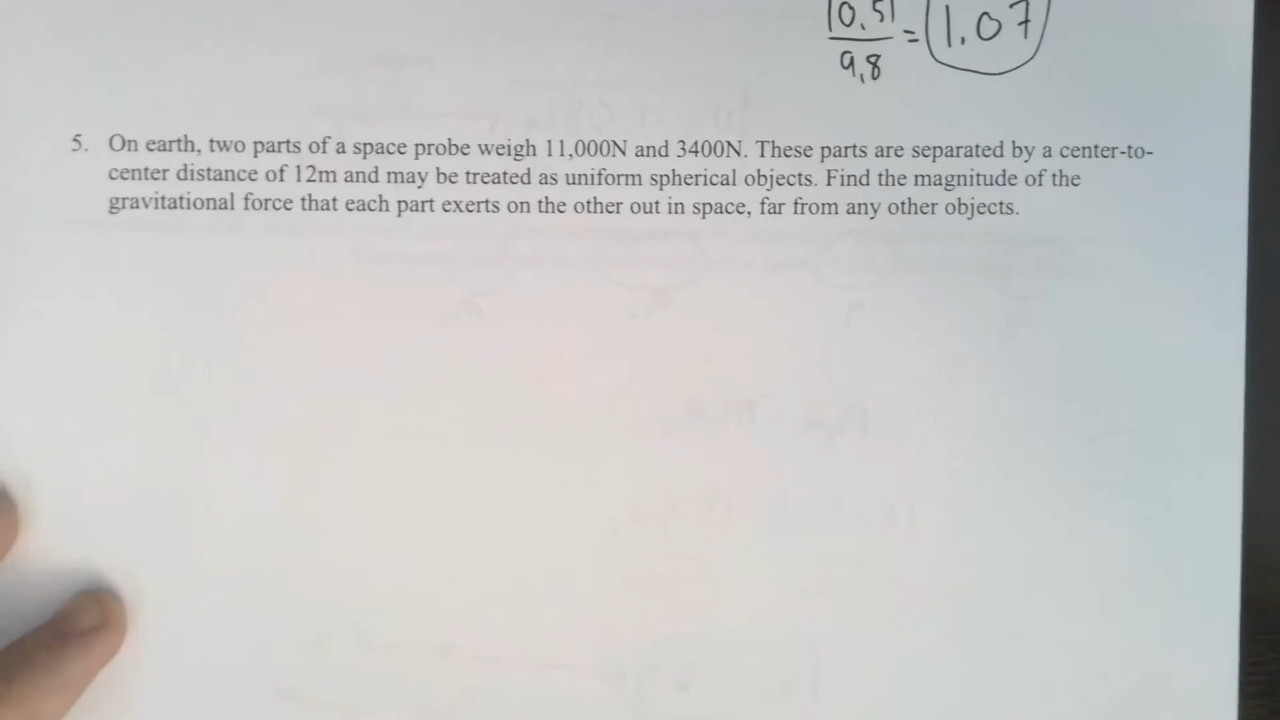 10.51
9.8
= 1.07
5. On earth, two parts of a space probe weigh 11,000N and 3400N. These parts are separated by a center-to-
center distance of 12m and may be treated as uniform spherical objects. Find the magnitude of the
gravitational force that each part exerts on the other out in space, far from any other objects.